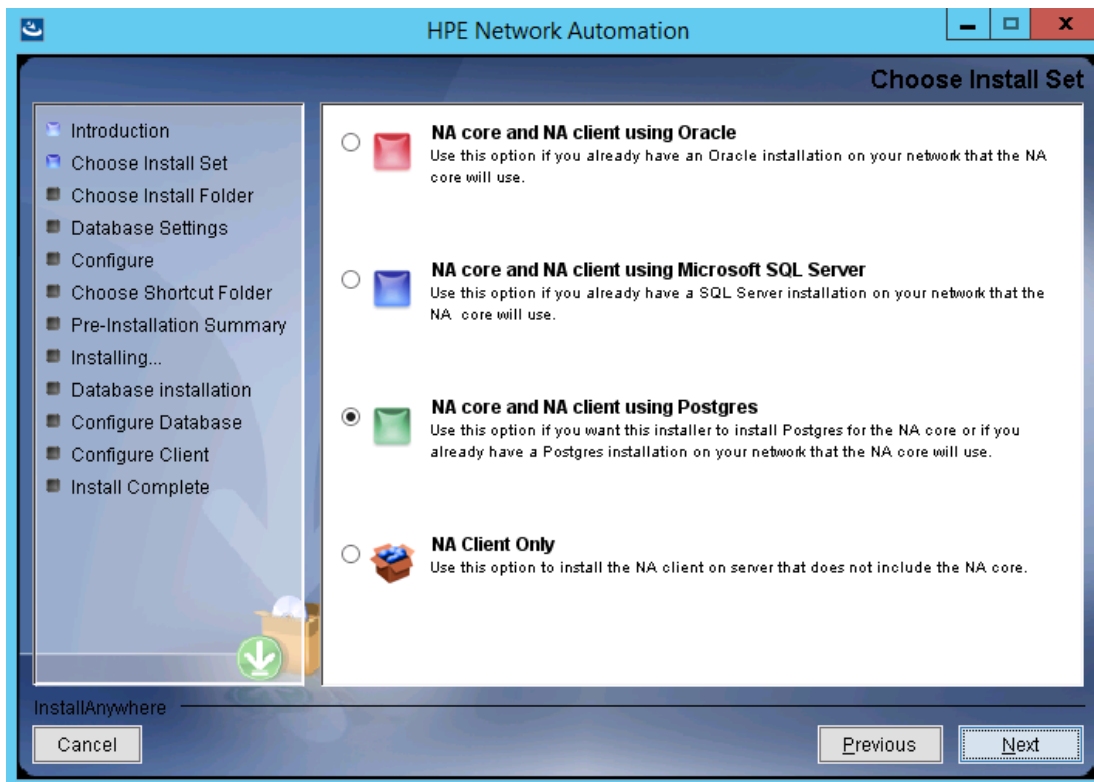 HPE Network Automation
Choose Install Set
Introduction
Choose Install Set
Choose Install Folder
Database Settings
Configure
Choose Shortcut Folder
Pre-Installation Summary
Installing...
Database installation
Configure Database
Configure Client
Install Complete
NA core and NA client using Oracle
Use this option if you already have an Oracle installation on your network that the NA
core will use.
NA core and NA client using Microsoft SQL Server
Use this option if you already have a SQL Server installation on your network that the
NA core will use.
NA core and NA client using Postgres
Use this option if you want this installer to install Postgres for the NA core or if you
already have a Postgres installation on your network that the NA core will use.
NA Client Only
Use this option to install the NA client on server that does not include the NA core.
InstallAnywhere
Cancel
Previous
Next